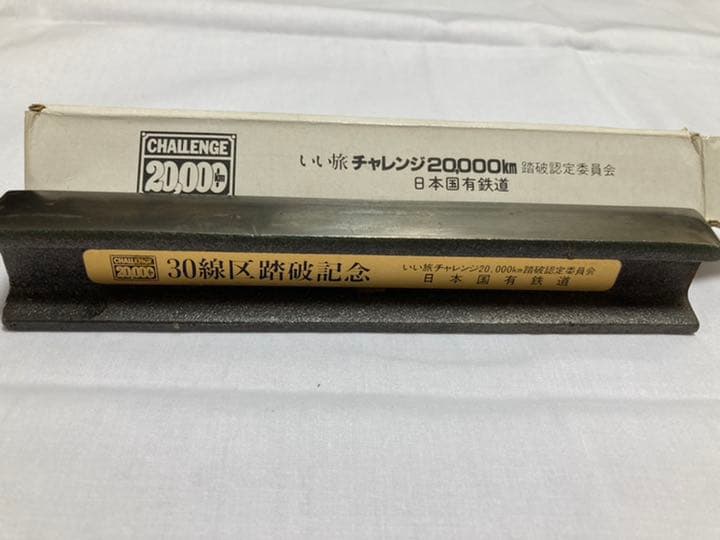 CHALLENGE
20,000km
いい旅 チャレンジ20,000km 踏破認定委員会
日本国有鉄道
CHALLENGE
20,000km
30線区踏破記念
いい旅チャレンジ20,000km踏破認定委員会
日本国有鉄道